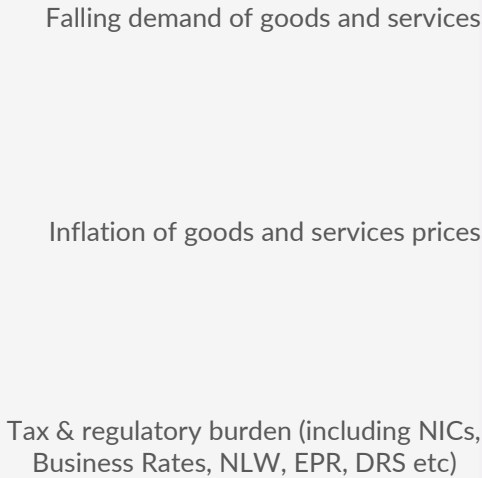 Falling demand of goods and services
Inflation of goods and services prices
Tax & regulatory burden (including NICs,
Business Rates, NLW, EPR, DRS etc)